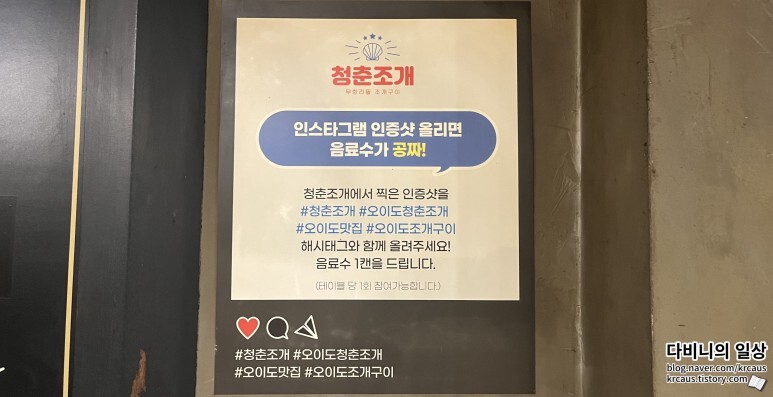 청춘조개
무한리필 조개구이
인스타그램 인증샷 올리면
음료수가 공짜!
청춘조개에서 찍은 인증샷을
#청춘조개 #오이도청춘조개
#오이도맛집 #오이도조개구이
해시태그와 함께 올려주세요!
음료수 1캔을 드립니다.
(테이블 당 1회 참여가능합니다.)
#청춘조개 #오이도청춘조개
#오이도맛집 #오이도조개구이
다비니의 일상
blog.naver.com/krcaus
krcaus.tistory.com